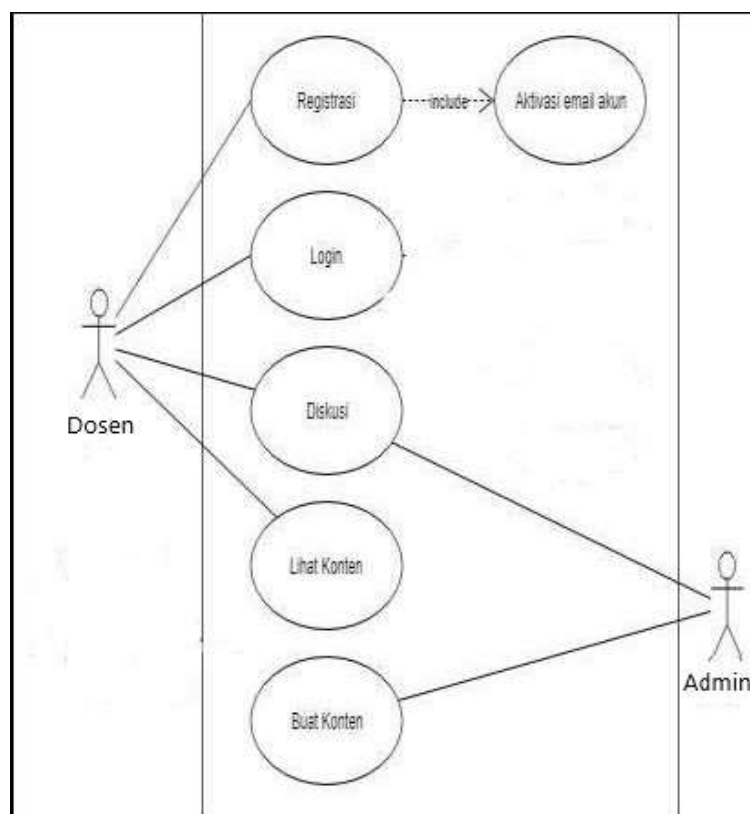 Registrasi
include
Aktivasi email akun
Login
Diskusi
Dosen
Lihat Konten
Admin
Buat Konten